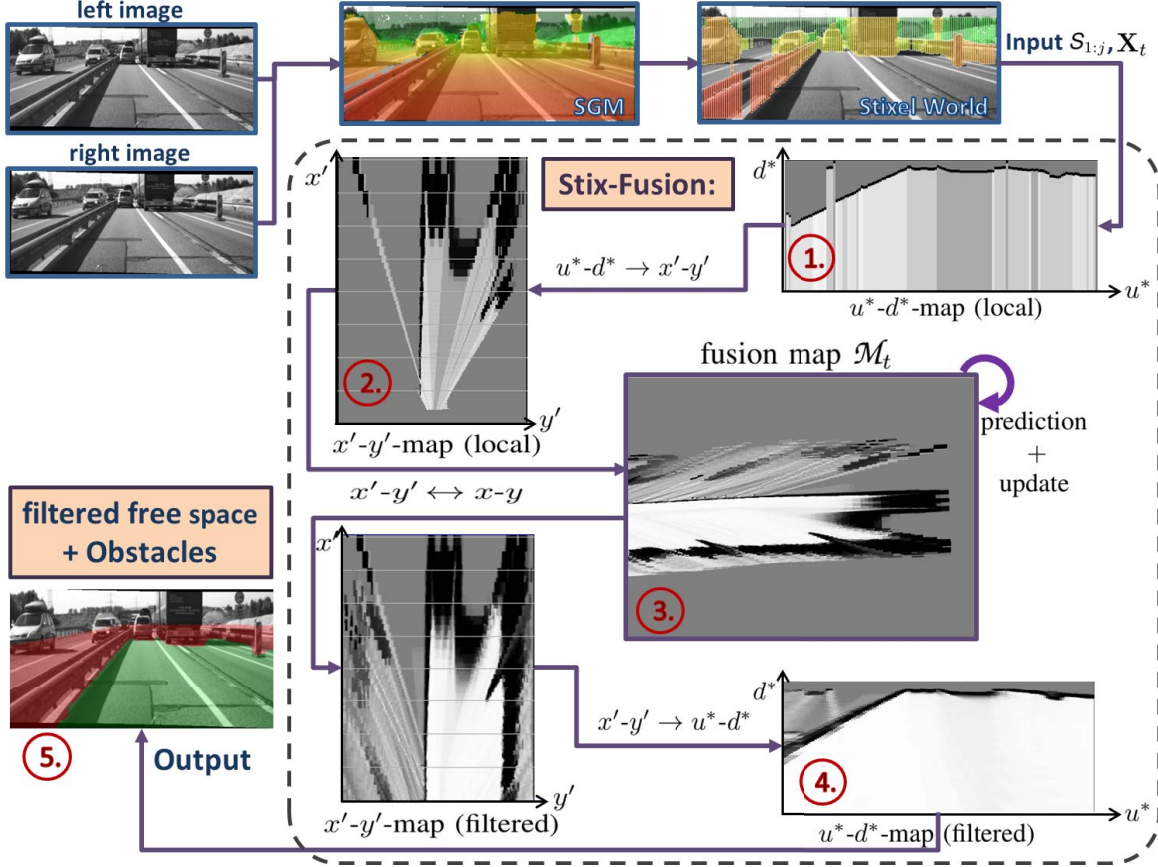 left image
SGM
Stixel World
Input S₁:ⱼ, Xₜ
right image
Stix-Fusion:
x′
d*
1.
u*
u*-d*-map (local)
u*-d* → x′-y′
2.
y′
x′-y′-map (local)
fusion map ℳₜ
prediction
+
update
3.
x′-y′ ↔ x-y
filtered free space
+ Obstacles
x′
y′
x′-y′-map (filtered)
x′-y′ → u*-d*
d*
4.
u*
u*-d*-map (filtered)
5.
Output